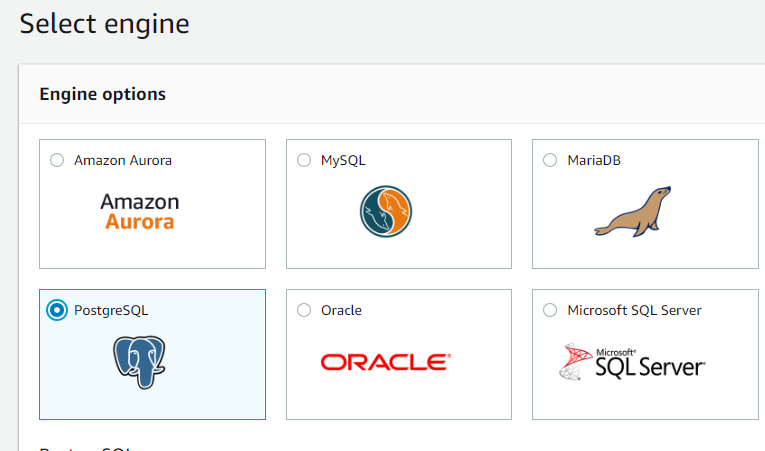 Select engine
Engine options
Amazon Aurora
MySQL
MariaDB
Amazon
Aurora
PostgreSQL
Oracle
Microsoft SQL Server
ORACLE®
Microsoft®
SQL Server®